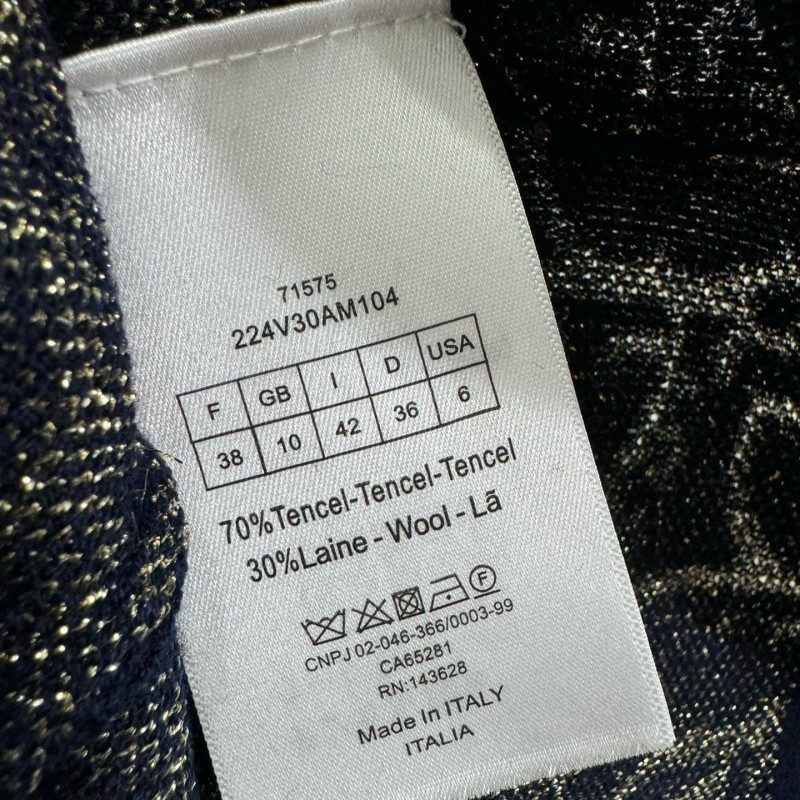 71575
224V30AM104
F GB I D USA
38 10 42 36 6
70%Tencel-Tencel-Tencel
30%Laine - Wool - Lã
F
CNPJ 02-046-366/0003-99
CA65281
RN:143628
Made In ITALY
ITALIA